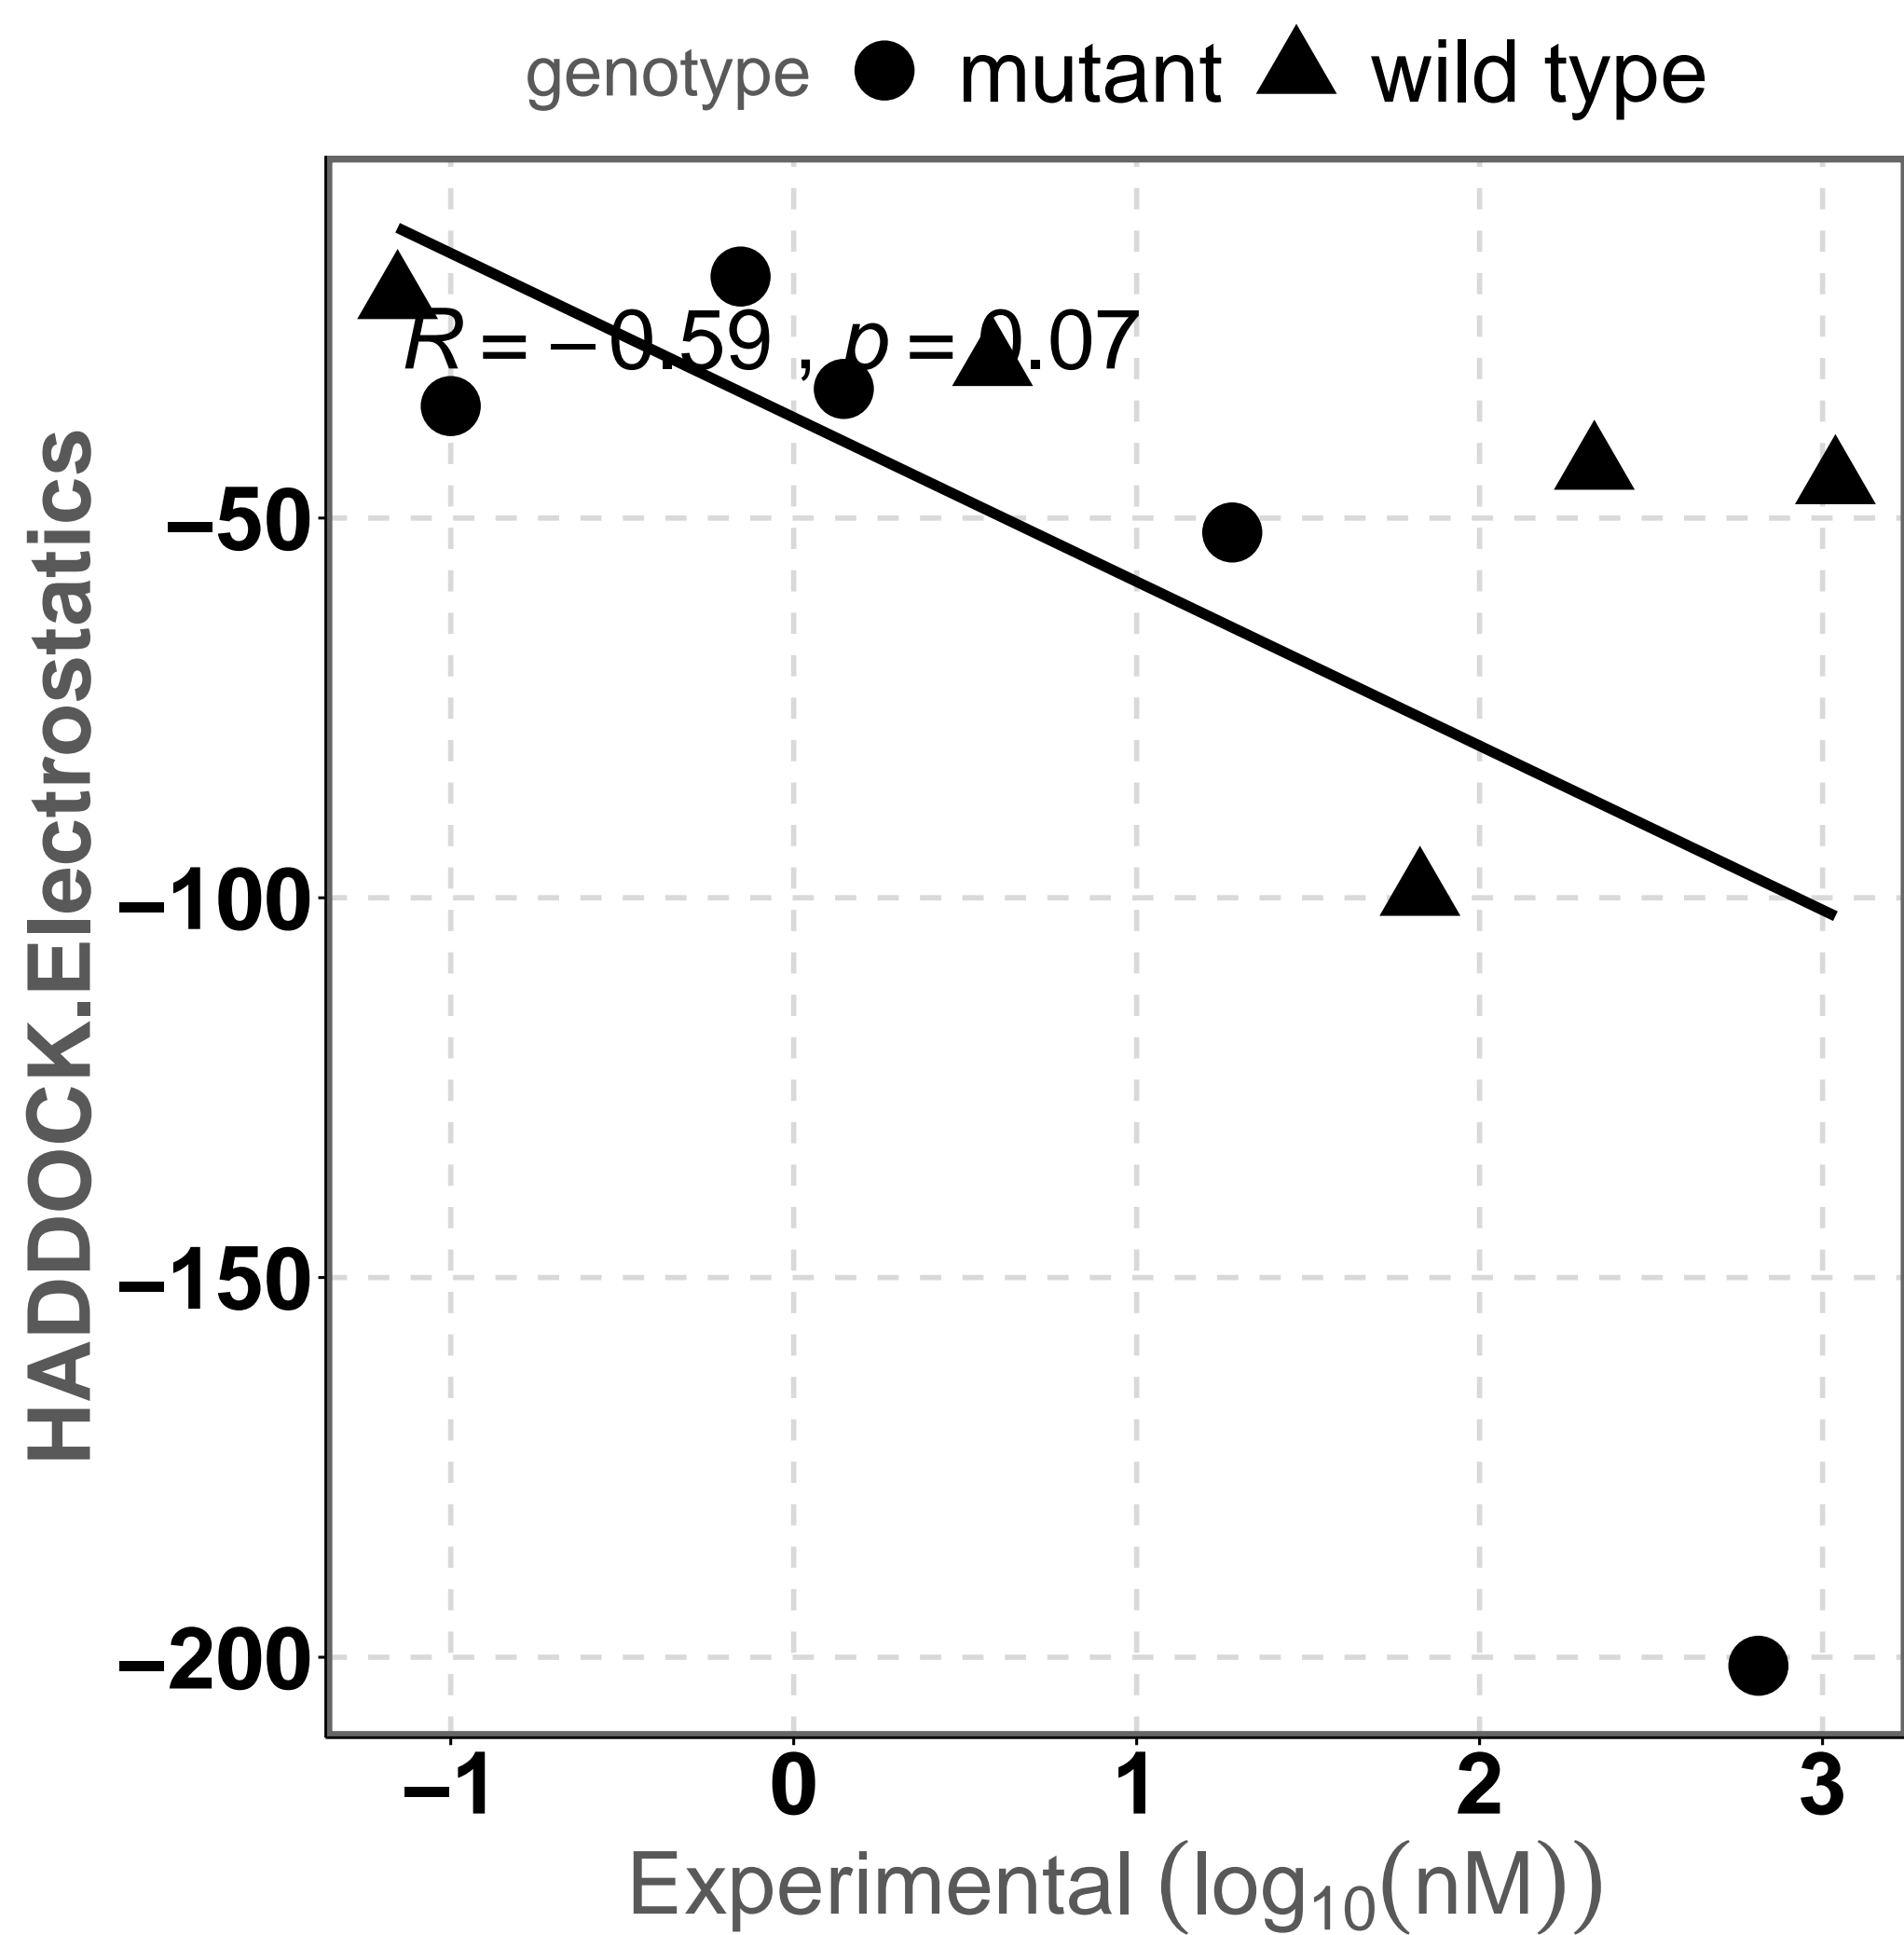 genotype mutant wild type
R = −0.59, p = 0.07
HADDOCK.Electrostatics
−50
−100
−150
−200
−1 0 1 2 3
Experimental (log₁₀(nM))